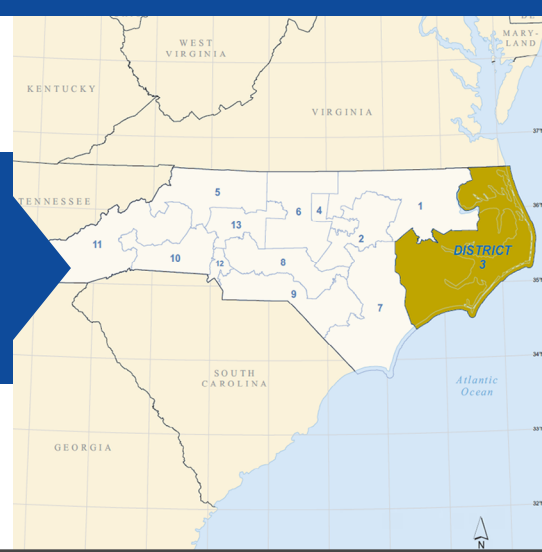 DE
MARY-
LAND
WEST
VIRGINIA
KENTUCKY
VIRGINIA
37°
TENNESSEE
5
1
36°
6
4
13
2
11
DISTRICT
3
10
12
8
35°
9
7
34°
SOUTH
CAROLINA
Atlantic
Ocean
33°
GEORGIA
32°
N